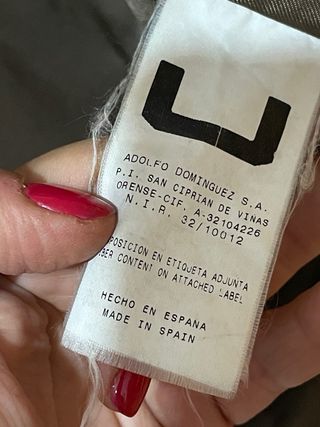 ADOLFO DOMINGUEZ S.A.
P.I. SAN CIPRIAN DE VINAS
ORENSE-CIF. A-32104226
N.I.R. 32/10012
POSICION EN ETIQUETA ADJUNTA
BER CONTENT ON ATTACHED LABEL
HECHO EN ESPAÑA
MADE IN SPAIN